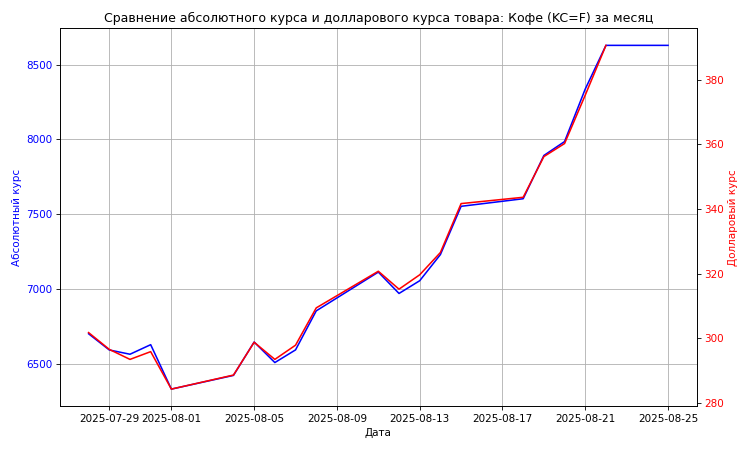 Сравнение абсолютного курса и долларового курса товара: Кофе (KC=F) за месяц
8500
8000
7500
7000
6500
Абсолютный курс
380
360
340
320
300
280
Долларовый курс
2025-07-29 2025-08-01 2025-08-05 2025-08-09 2025-08-13 2025-08-17 2025-08-21 2025-08-25
Дата